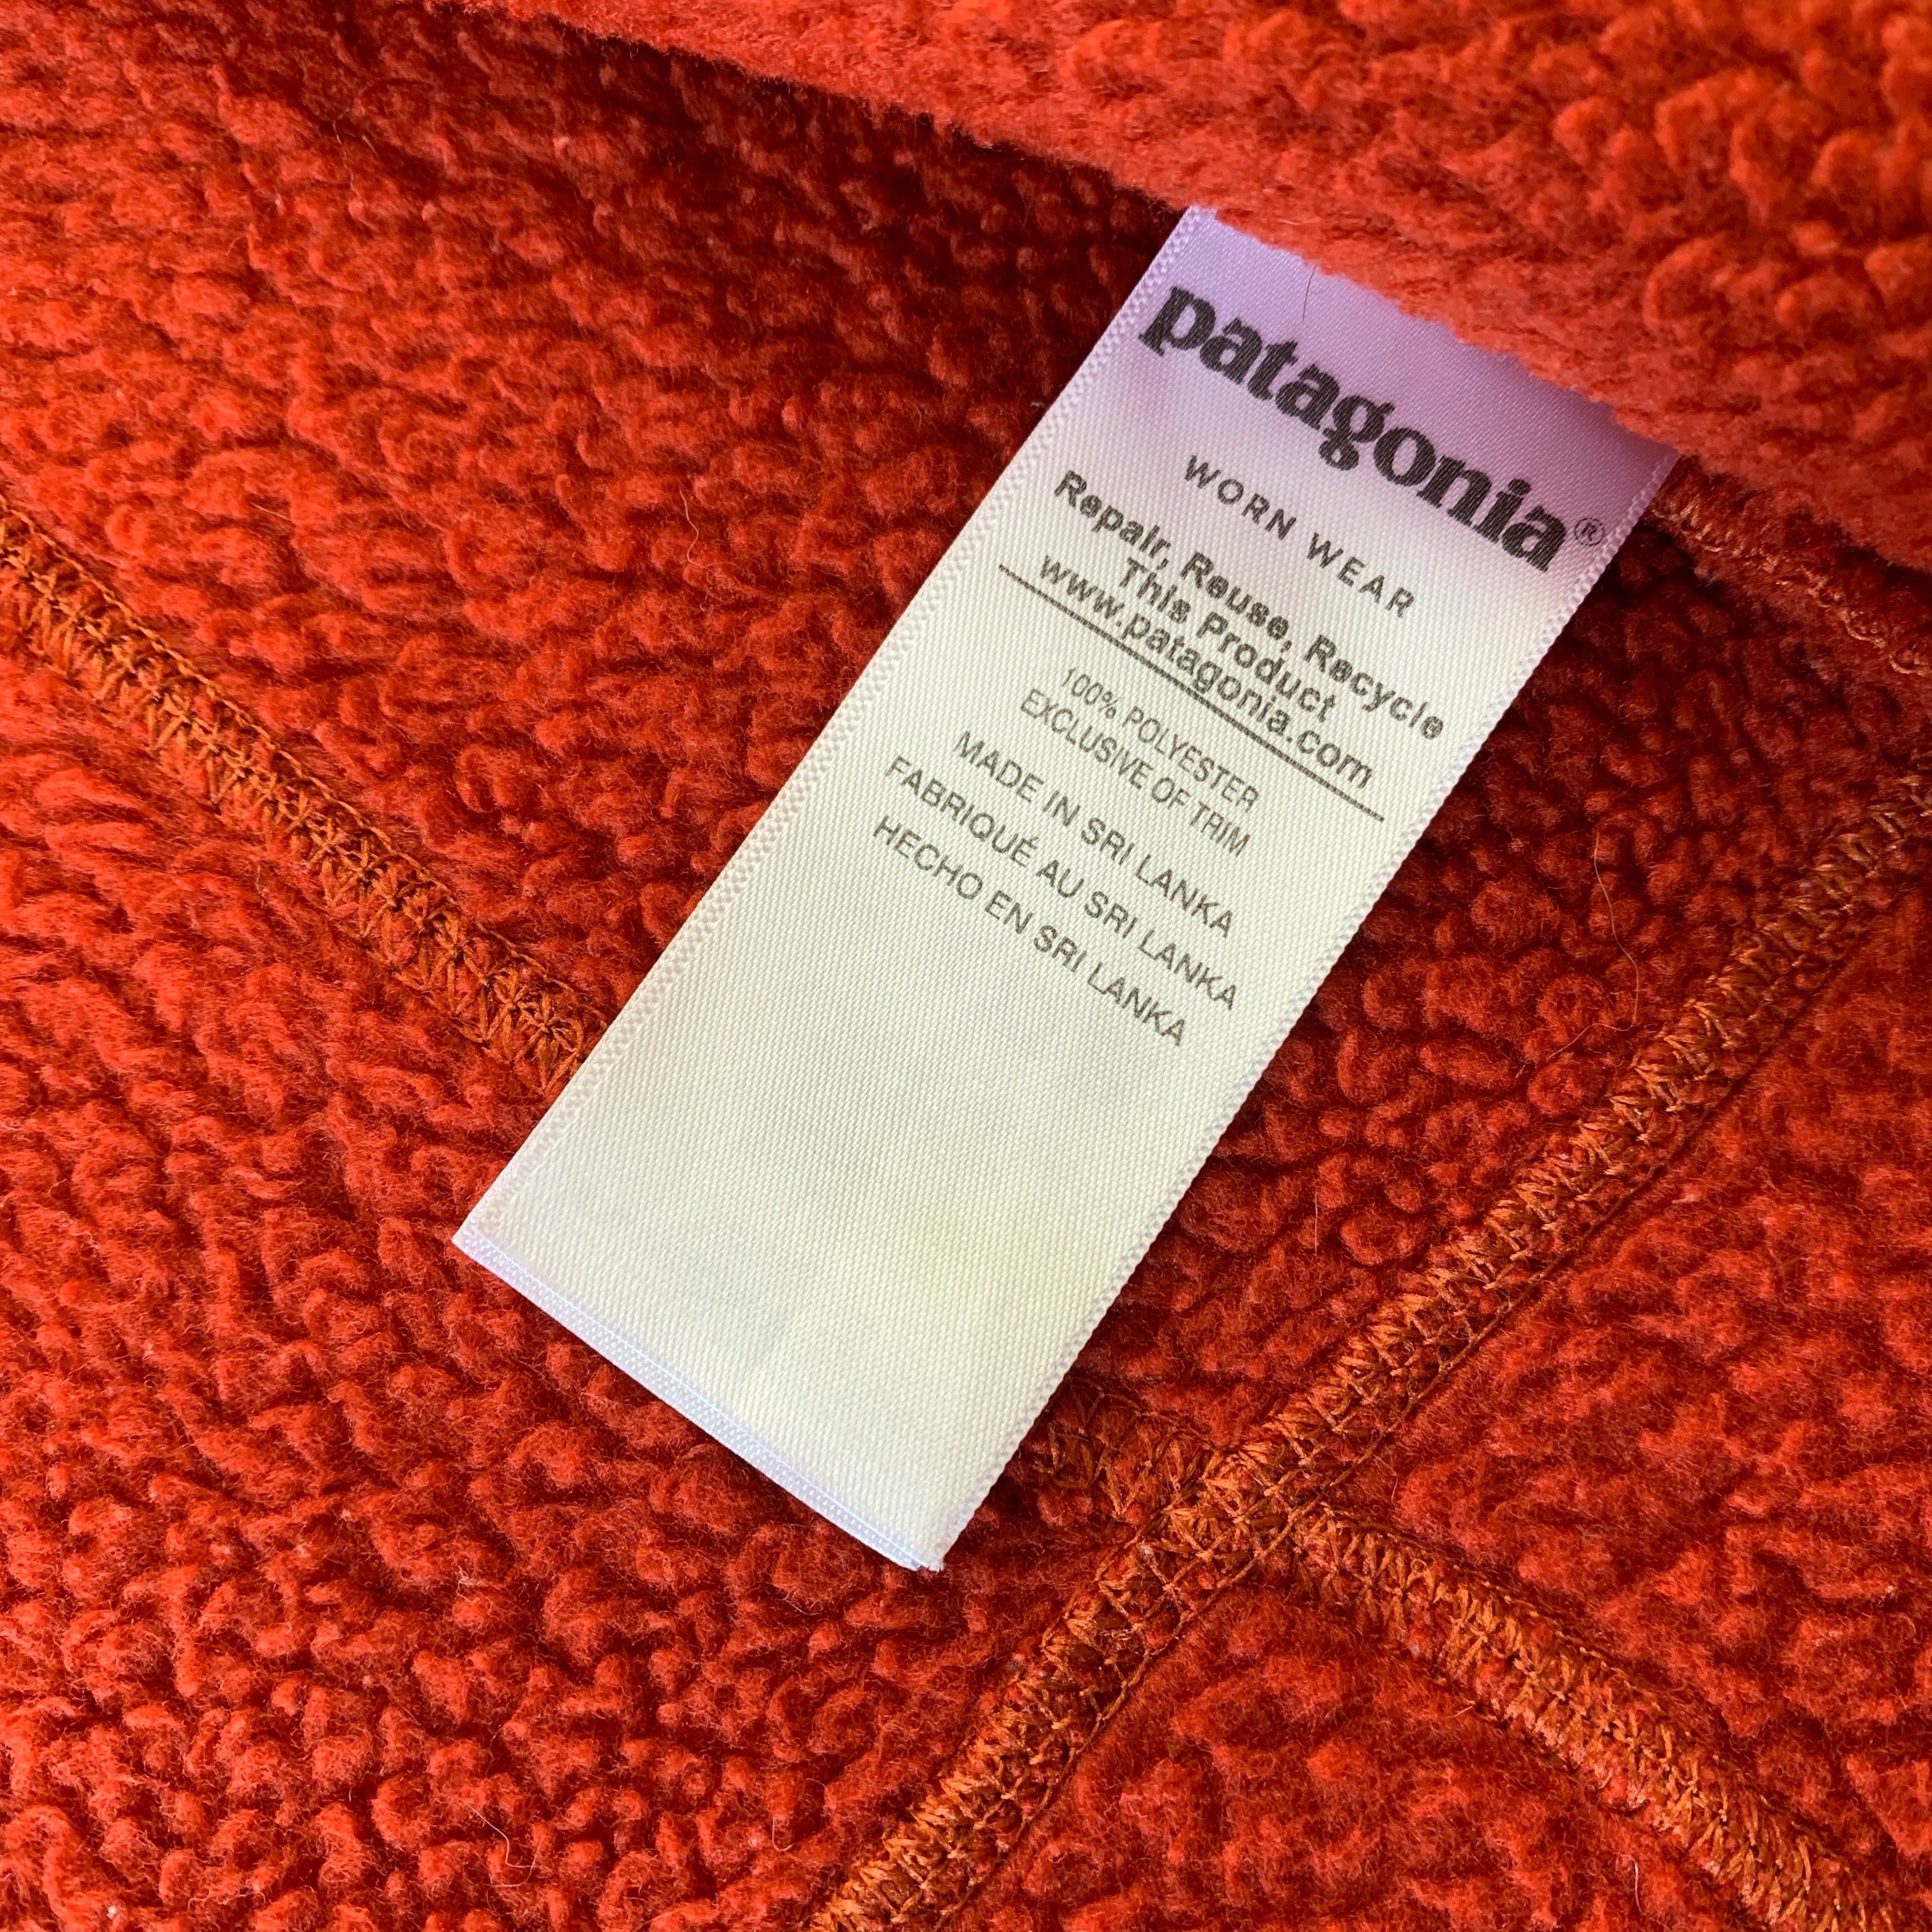 patagonia®
WORN WEAR
Repair, Reuse, Recycle
This Product
www.patagonia.com
100% POLYESTER
EXCLUSIVE OF TRIM
MADE IN SRI LANKA
FABRIQUÉ AU SRI LANKA
HECHO EN SRI LANKA